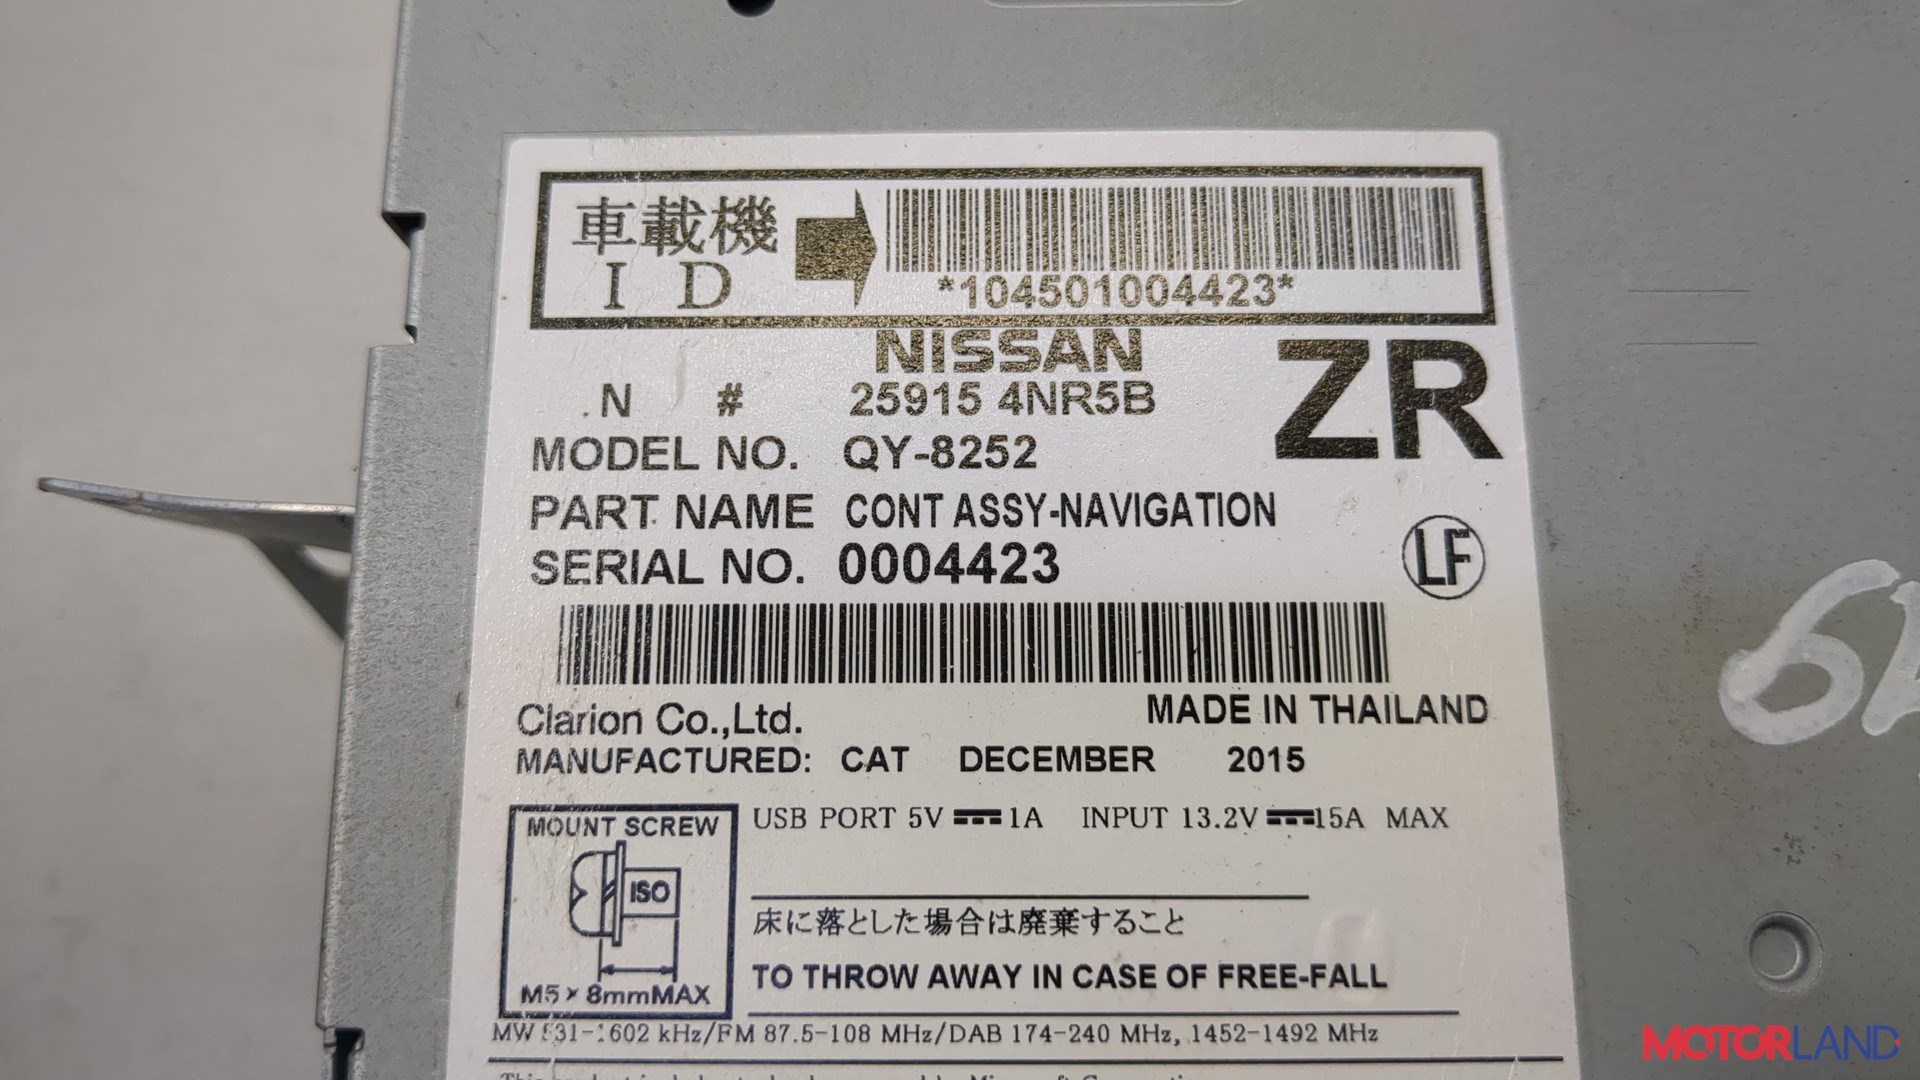 車載機
I D
*104501004423*
NISSAN
ZR
N # 25915 4NR5B
MODEL NO. QY-8252
PART NAME CONT ASSY-NAVIGATION
SERIAL NO. 0004423
LF
Clarion Co.,Ltd.
MADE IN THAILAND
MANUFACTURED: CAT DECEMBER 2015
MOUNT SCREW
ISO
M5×8mmMAX
USB PORT 5V 1A INPUT 13.2V 15A MAX
床に落とした場合は廃棄すること
TO THROW AWAY IN CASE OF FREE-FALL
MW 531-1602 kHz/FM 87.5-108 MHz/DAB 174-240 MHz, 1452-1492 MHz
MOTORLAND